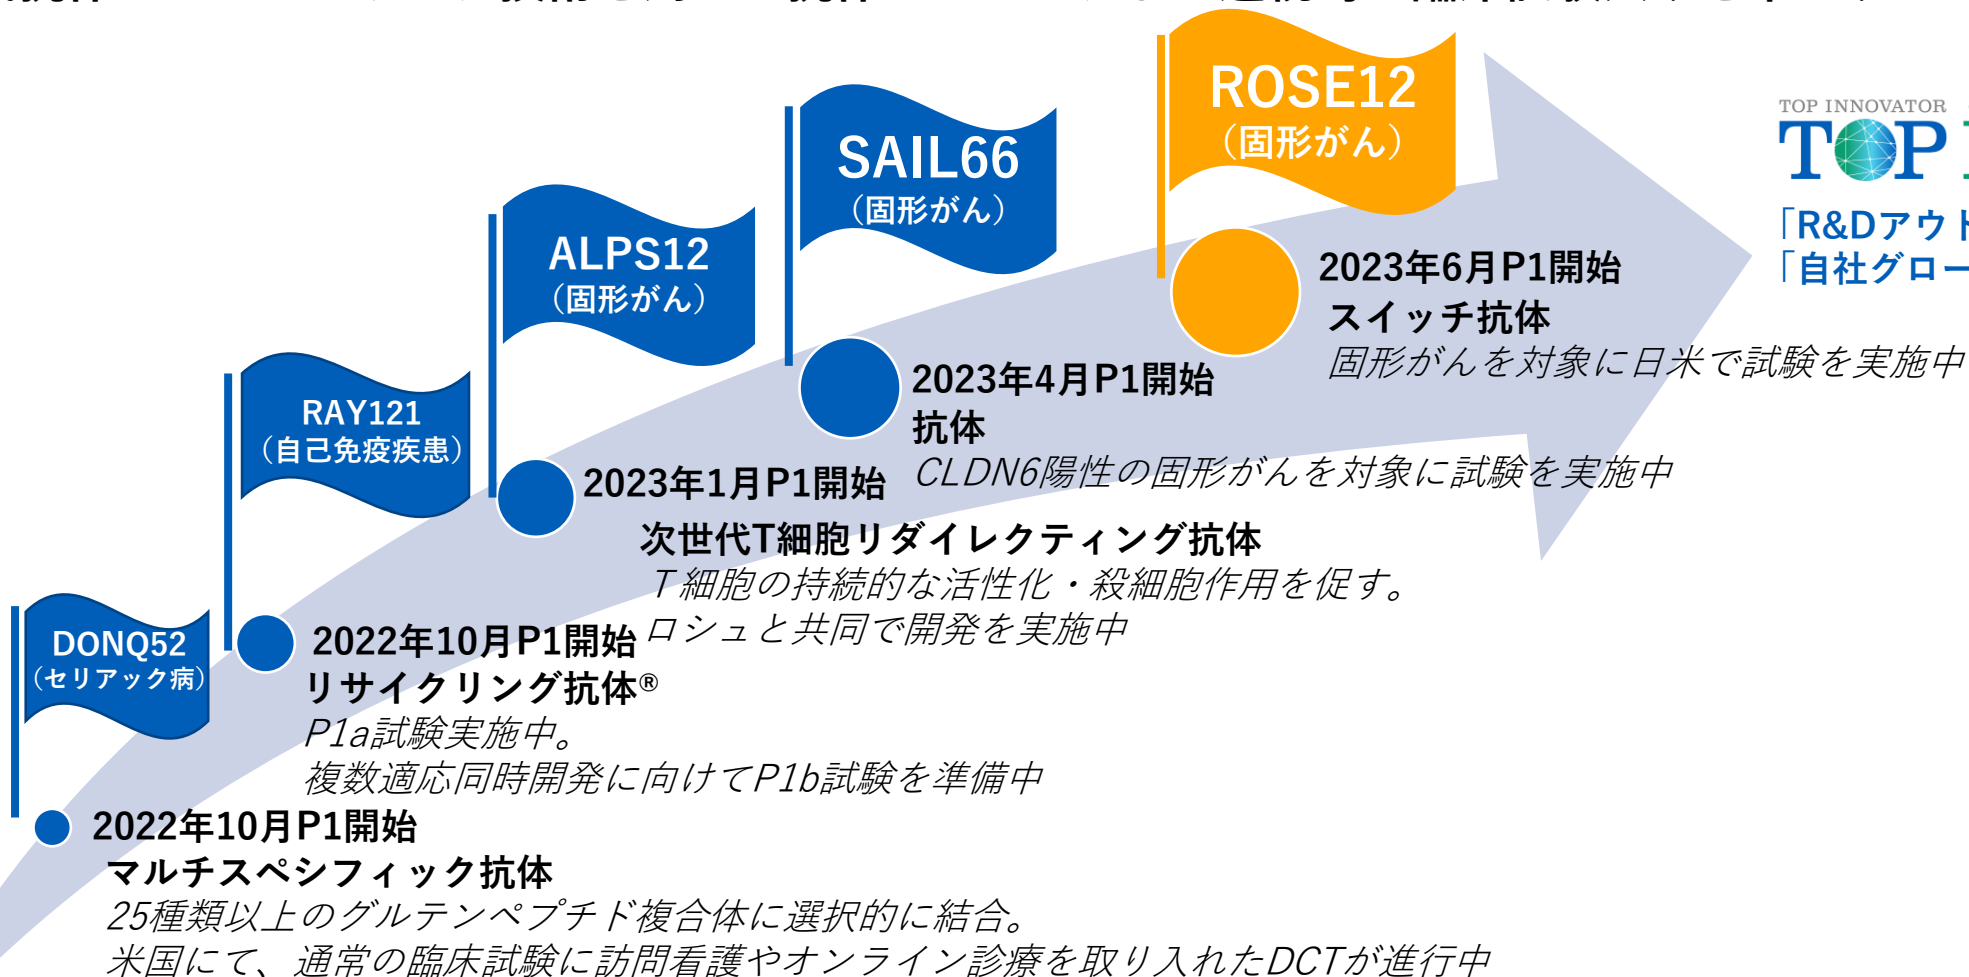 ROSE12
(固形がん)
2023年6月P1開始
スイッチ抗体
固形がんを対象に日米で試験を実施中
TOP INNOVATOR
TOP
「R&Dアウト
「自社グロー
SAIL66
(固形がん)
2023年4月P1開始
抗体
CLDN6陽性の固形がんを対象に試験を実施中
ALPS12
(固形がん)
2023年1月P1開始
次世代T細胞リダイレクティング抗体
T細胞の持続的な活性化・殺細胞作用を促す。
ロシュと共同で開発を実施中
RAY121
(自己免疫疾患)
2022年10月P1開始
リサイクリング抗体®
P1a試験実施中。
複数適応同時開発に向けてP1b試験を準備中
DONQ52
(セリアック病)
2022年10月P1開始
マルチスペシフィック抗体
25種類以上のグルテンペプチド複合体に選択的に結合。
米国にて、通常の臨床試験に訪問看護やオンライン診療を取り入れたDCTが進行中